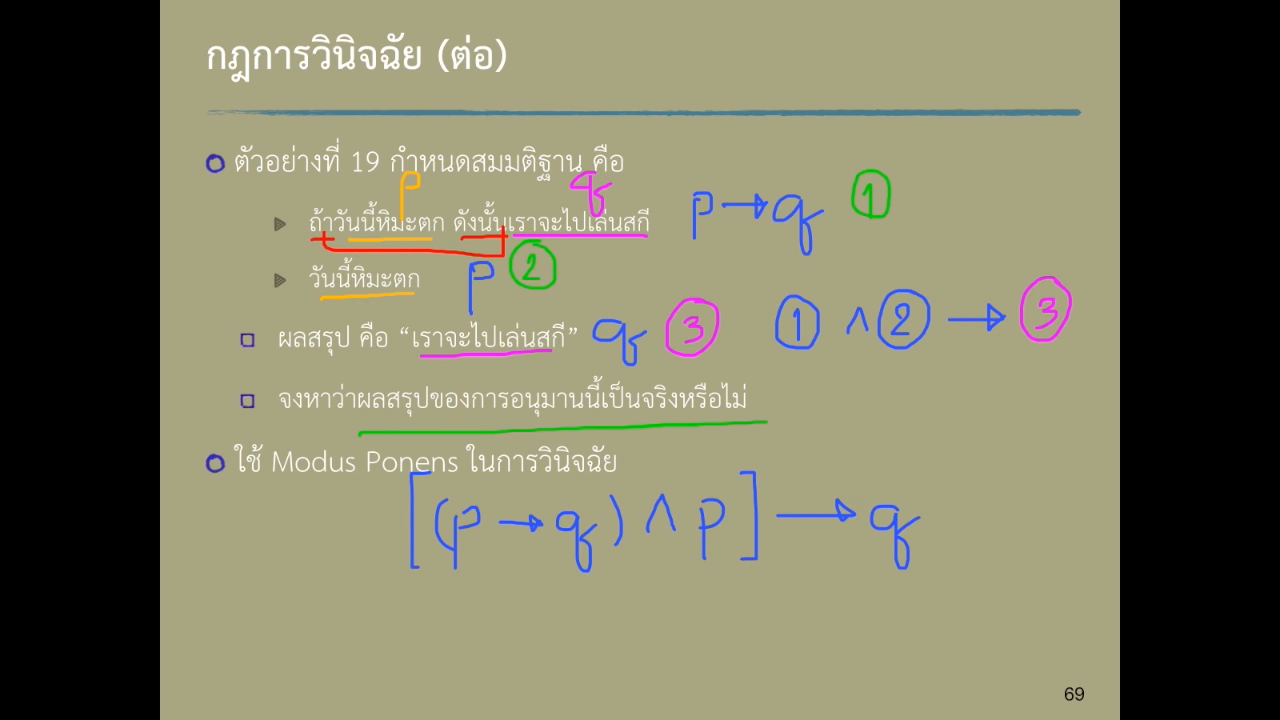 กฎการวินิจฉัย (ต่อ)
ตัวอย่างที่ 19 กำหนดสมมติฐาน คือ
p q
ถ้าวันนี้หิมะตก ดังนั้นเราจะไปเล่นสกี p → q 1
วันนี้หิมะตก p 2
ผลสรุป คือ “เราจะไปเล่นสกี” q 3 1 ∧ 2 → 3
จงหาว่าผลสรุปของการอนุมานนี้เป็นจริงหรือไม่
ใช้ Modus Ponens ในการวินิจฉัย
[(p → q) ∧ p] → q
69